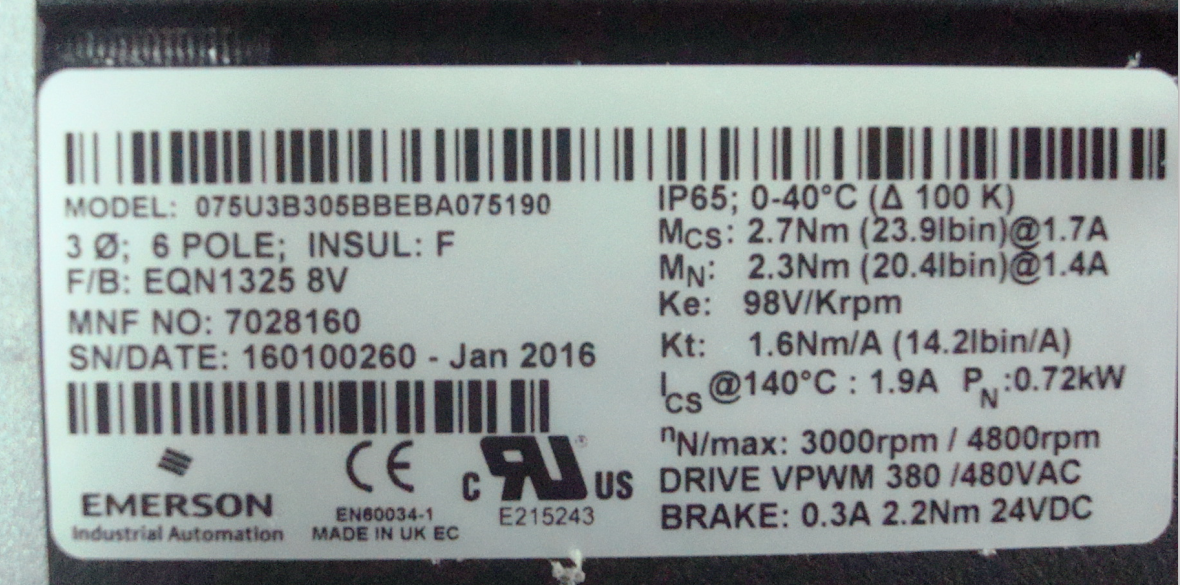 MODEL: 075U3B305BBEBA075190
3 Ø; 6 POLE; INSUL: F
F/B: EQN1325 8V
MNF NO: 7028160
SN/DATE: 160100260 - Jan 2016
EMERSON
Industrial Automation
CE
EN60034-1
MADE IN UK EC
C RU US
®
E215243
IP65; 0-40°C (Δ 100 K)
MCS: 2.7Nm (23.9lbin)@1.7A
MN: 2.3Nm (20.4lbin)@1.4A
Ke: 98V/Krpm
Kt: 1.6Nm/A (14.2lbin/A)
ICS @140°C : 1.9A PN:0.72kW
nN/max: 3000rpm / 4800rpm
DRIVE VPWM 380 /480VAC
BRAKE: 0.3A 2.2Nm 24VDC